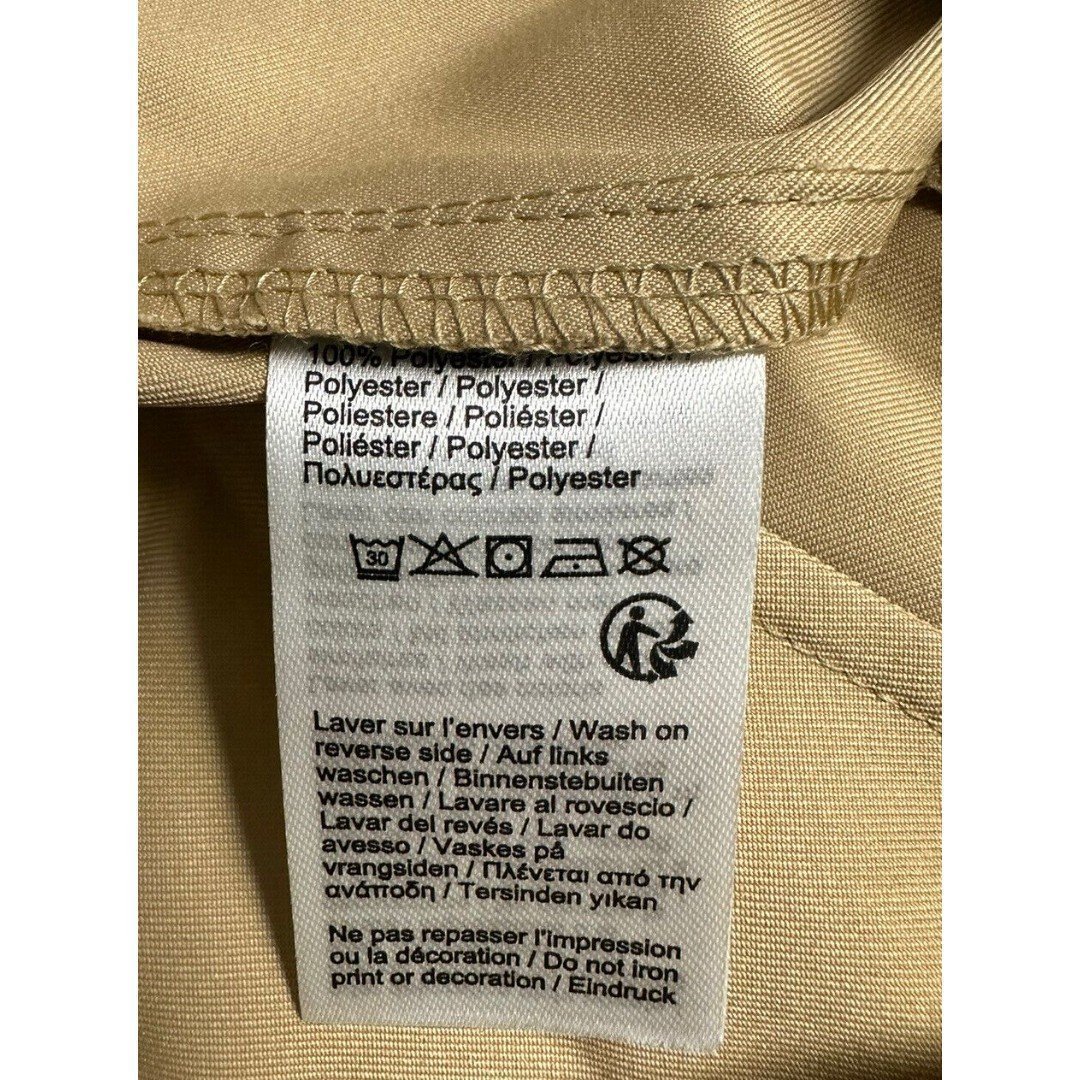 100% Polyester / Polyester /
Polyester / Polyester /
Poliestere / Poliéster /
Poliéster / Polyester /
Πολυεστέρας / Polyester
30
Laver sur l'envers / Wash on
reverse side / Auf links
waschen / Binnenstebuiten
wassen / Lavare al rovescio /
Lavar del revés / Lavar do
avesso / Vaskes på
vrangsiden / Πλένεται από την
ανάποδη / Tersinden yıkan
Ne pas repasser l'impression
ou la décoration / Do not iron
print or decoration / Eindruck